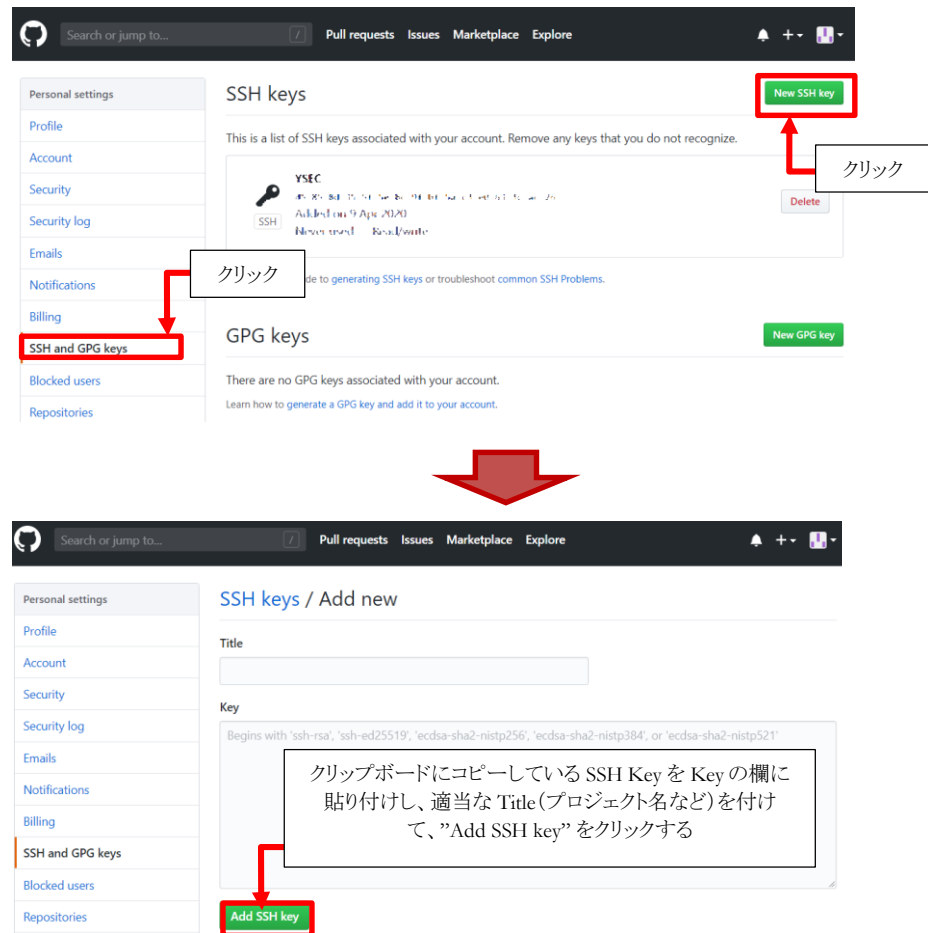 Search or jump to... / Pull requests Issues Marketplace Explore
Personal settings
Profile
Account
Security
Security log
Emails
Notifications
Billing
SSH and GPG keys
Blocked users
Repositories
SSH keys
New SSH key
This is a list of SSH keys associated with your account. Remove any keys that you do not recognize.
クリック
YSEC
Added on 9 Apr 2020
Never used Read/write
SSH
Delete
クリック
de to generating SSH keys or troubleshoot common SSH Problems.
GPG keys
New GPG key
There are no GPG keys associated with your account.
Learn how to generate a GPG key and add it to your account.
Search or jump to... / Pull requests Issues Marketplace Explore
Personal settings
Profile
Account
Security
Security log
Emails
Notifications
Billing
SSH and GPG keys
Blocked users
Repositories
SSH keys / Add new
Title
Key
Begins with 'ssh-rsa', 'ssh-ed25519', 'ecdsa-sha2-nistp256', 'ecdsa-sha2-nistp384', or 'ecdsa-sha2-nistp521'
クリップボードにコピーしている SSH Key を Key の欄に
貼り付けし、適当な Title（プロジェクト名など）を付け
て、”Add SSH key” をクリックする
Add SSH key